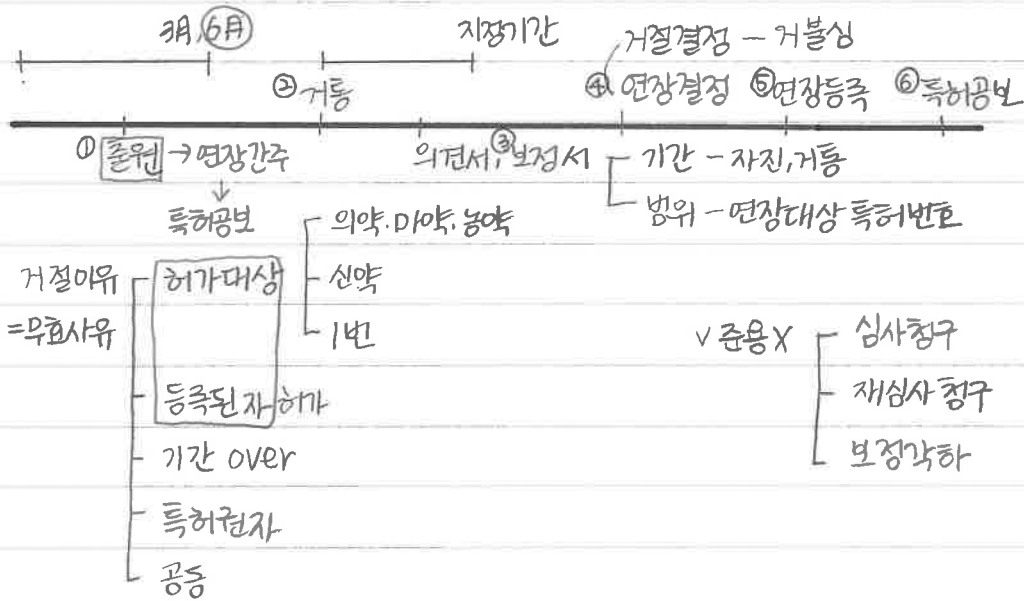 3月, 6月
지정기간
거절결정 - 거불심
② 거통
④ 연장결정 ⑤ 연장등록 ⑥ 특허공보
① 출원 → 연장간주
의견서, ③ 보정서
기간 - 자진, 거통
↓
특허공보
범위 - 연장대상 특허번호
의약·마약·농약
거절이유
허가대상
신약
=무효사유
1번
∨ 준용X
심사청구
등록된 자 허가
재심사 청구
기간 over
보정각하
특허권자
공동